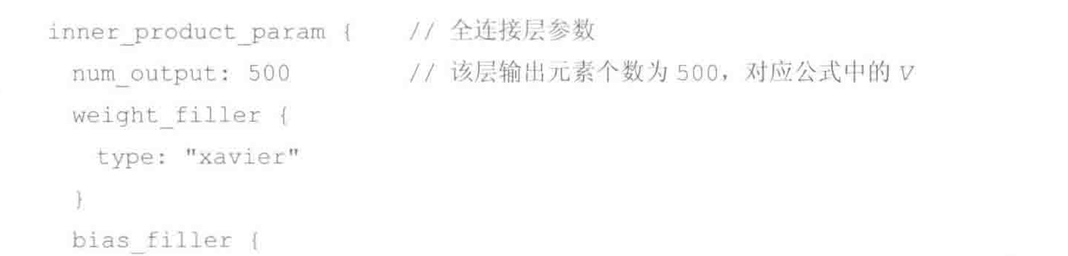 inner_product_param {    // 全连接层参数
  num_output: 500        // 该层输出元素个数为 500，对应公式中的 V
  weight_filler {
    type: "xavier"
  }
  bias_filler {